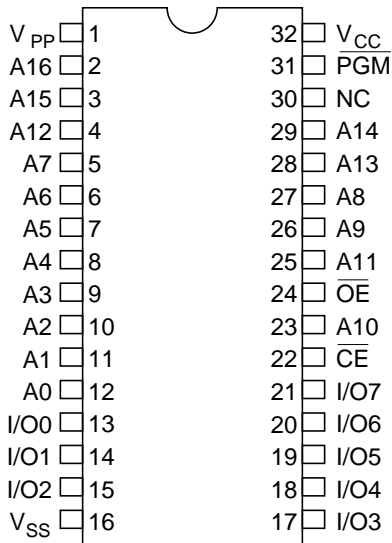 V PP 1 32 V CC
A16 2 31 PGM
A15 3 30 NC
A12 4 29 A14
A7 5 28 A13
A6 6 27 A8
A5 7 26 A9
A4 8 25 A11
A3 9 24 OE
A2 10 23 A10
A1 11 22 CE
A0 12 21 I/O7
I/O0 13 20 I/O6
I/O1 14 19 I/O5
I/O2 15 18 I/O4
VSS 16 17 I/O3